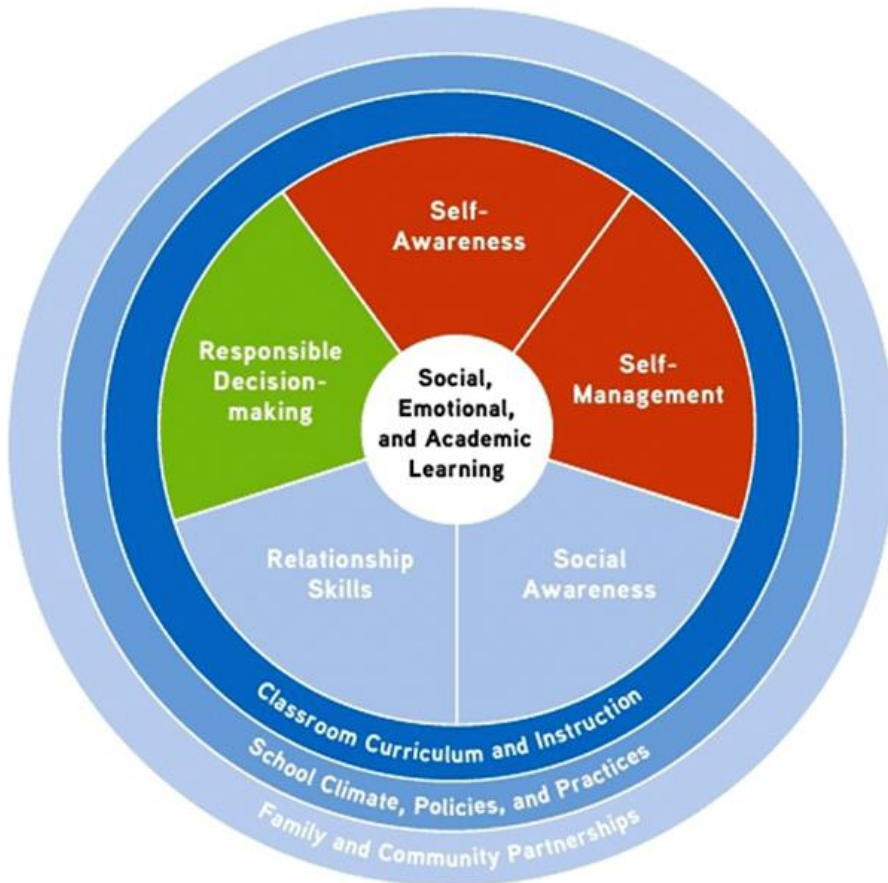 Self-
Awareness
Self-
Management
Social
Awareness
Relationship
Skills
Responsible
Decision-
making
Social,
Emotional,
and Academic
Learning
Classroom Curriculum and Instruction
School Climate, Policies, and Practices
Family and Community Partnerships